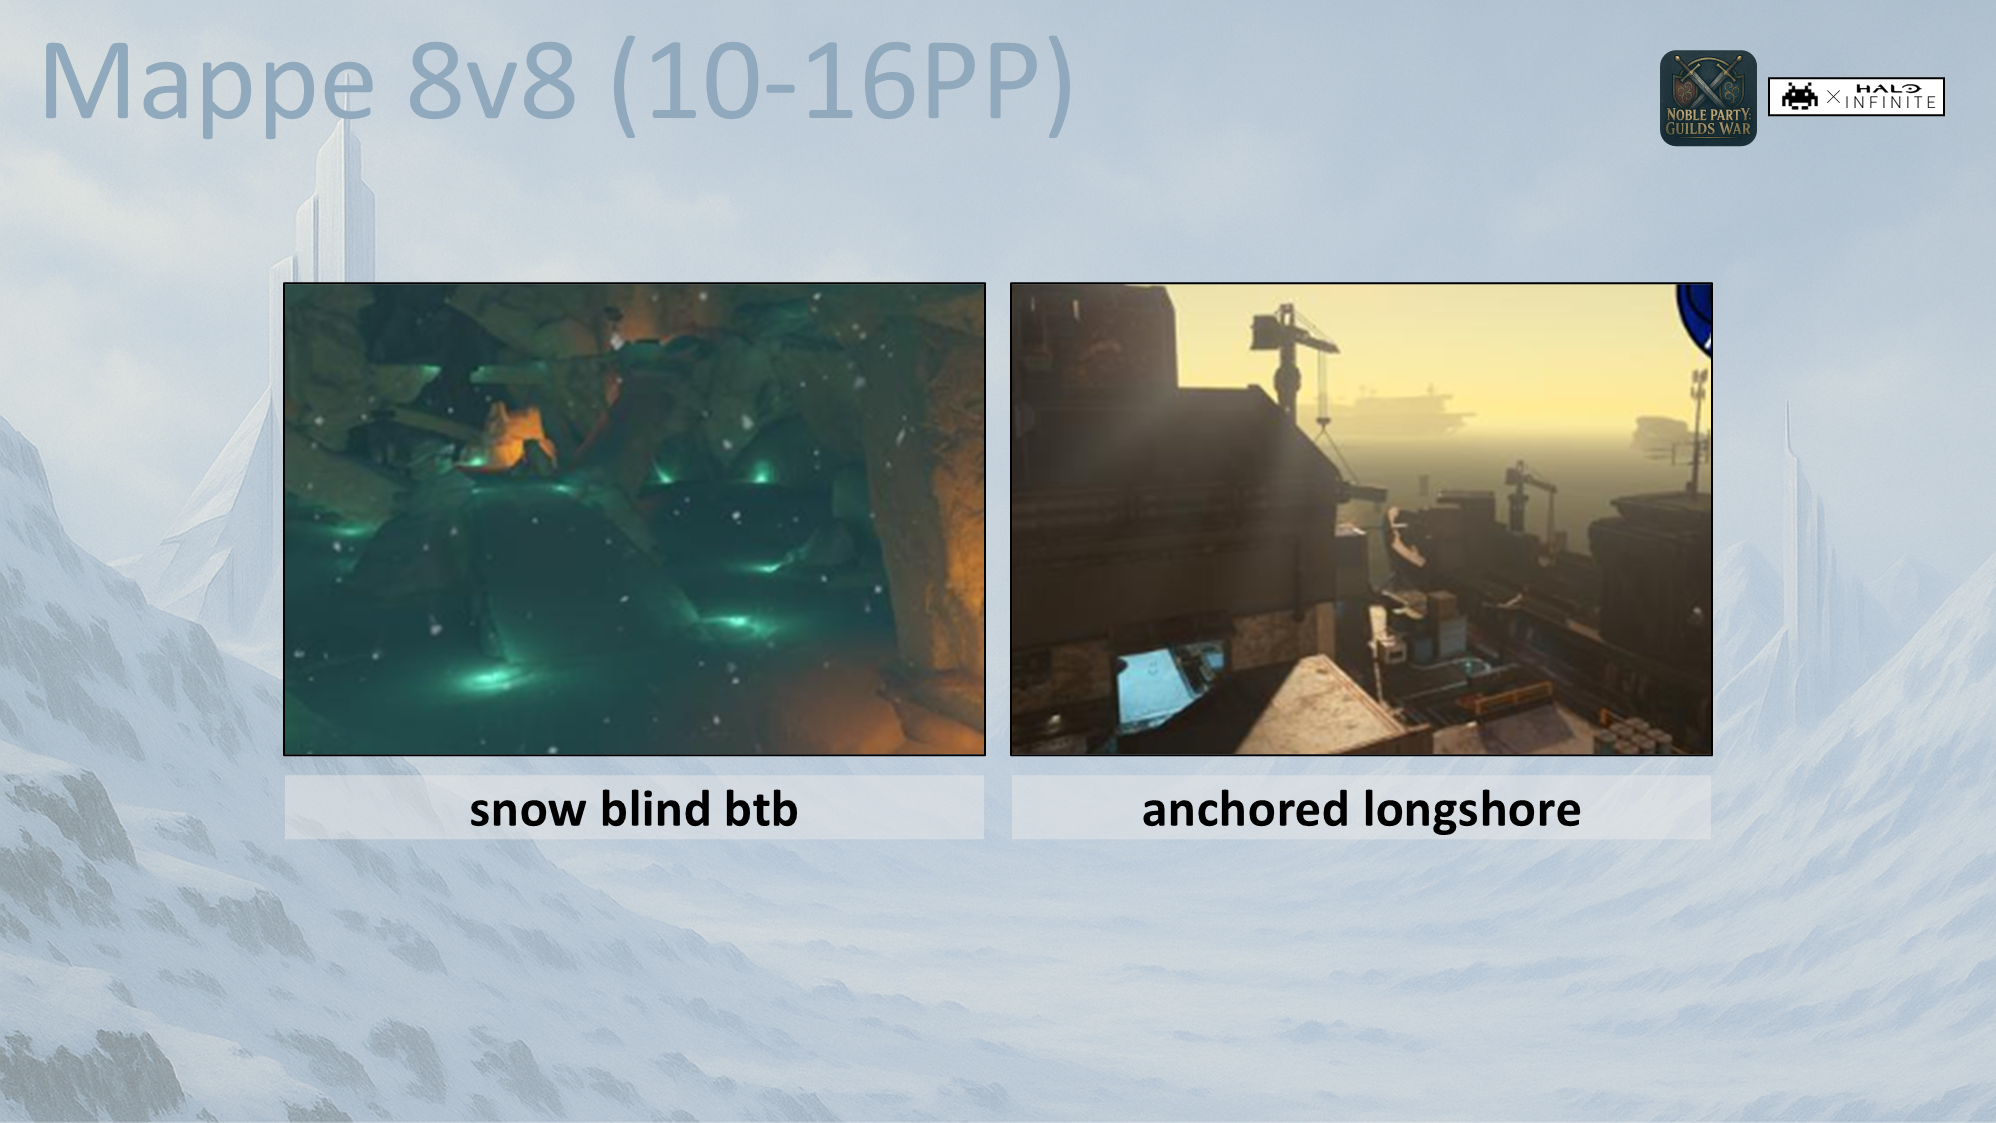 Mappe 8v8 (10-16PP)
NOBLE PARTY:
GUILDS WAR
× HALO
INFINITE
snow blind btb
anchored longshore